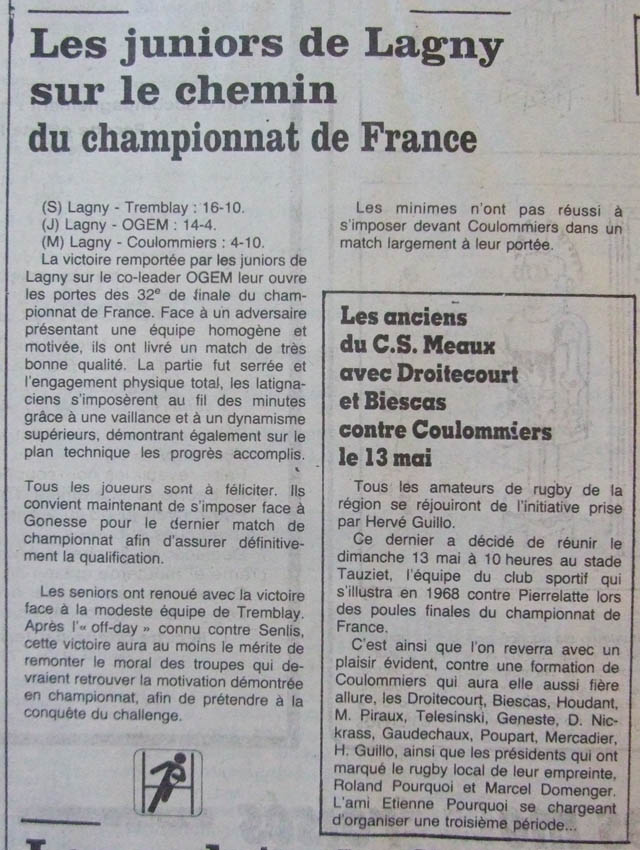 Les juniors de Lagny
sur le chemin
du championnat de France
(S) Lagny - Tremblay : 16-10.
(J) Lagny - OGEM : 14-4.
(M) Lagny - Coulommiers : 4-10.
La victoire remportée par les juniors de
Lagny sur le co-leader OGEM leur ouvre
les portes des 32e de finale du cham-
pionnat de France. Face à un adversaire
présentant une équipe homogène et
motivée, ils ont livré un match de très
bonne qualité. La partie fut serrée et
l'engagement physique total, les latigna-
ciens s'imposèrent au fil des minutes
grâce à une vaillance et à un dynamisme
supérieurs, démontrant également sur le
plan technique les progrès accomplis.
Tous les joueurs sont à féliciter. Ils
convient maintenant de s'imposer face à
Gonesse pour le dernier match de
championnat afin d'assurer définitive-
ment la qualification.
Les seniors ont renoué avec la victoire
face à la modeste équipe de Tremblay.
Après l'« off-day » connu contre Senlis,
cette victoire aura au moins le mérite de
remonter le moral des troupes qui de-
vraient retrouver la motivation démontrée
en championnat, afin de prétendre à la
conquête du challenge.
Les minimes n'ont pas réussi à
s'imposer devant Coulommiers dans un
match largement à leur portée.
Les anciens
du C.S. Meaux
avec Droitecourt
et Biescas
contre Coulommiers
le 13 mai
Tous les amateurs de rugby de la
région se réjouiront de l'initiative prise
par Hervé Guillo.
Ce dernier a décidé de réunir le
dimanche 13 mai à 10 heures au stade
Tauziet, l'équipe du club sportif qui
s'illustra en 1968 contre Pierrelatte lors
des poules finales du championnat de
France.
C'est ainsi que l'on reverra avec un
plaisir évident, contre une formation de
Coulommiers qui aura elle aussi fière
allure, les Droitecourt, Biescas, Houdant,
M. Piraux, Telesinski, Geneste, D. Nic-
krass, Gaudechaux, Poupart, Mercadier,
H. Guillo, ainsi que les présidents qui ont
marqué le rugby local de leur empreinte,
Roland Pourquoi et Marcel Domenger.
L'ami Etienne Pourquoi se chargeant
d'organiser une troisième période...